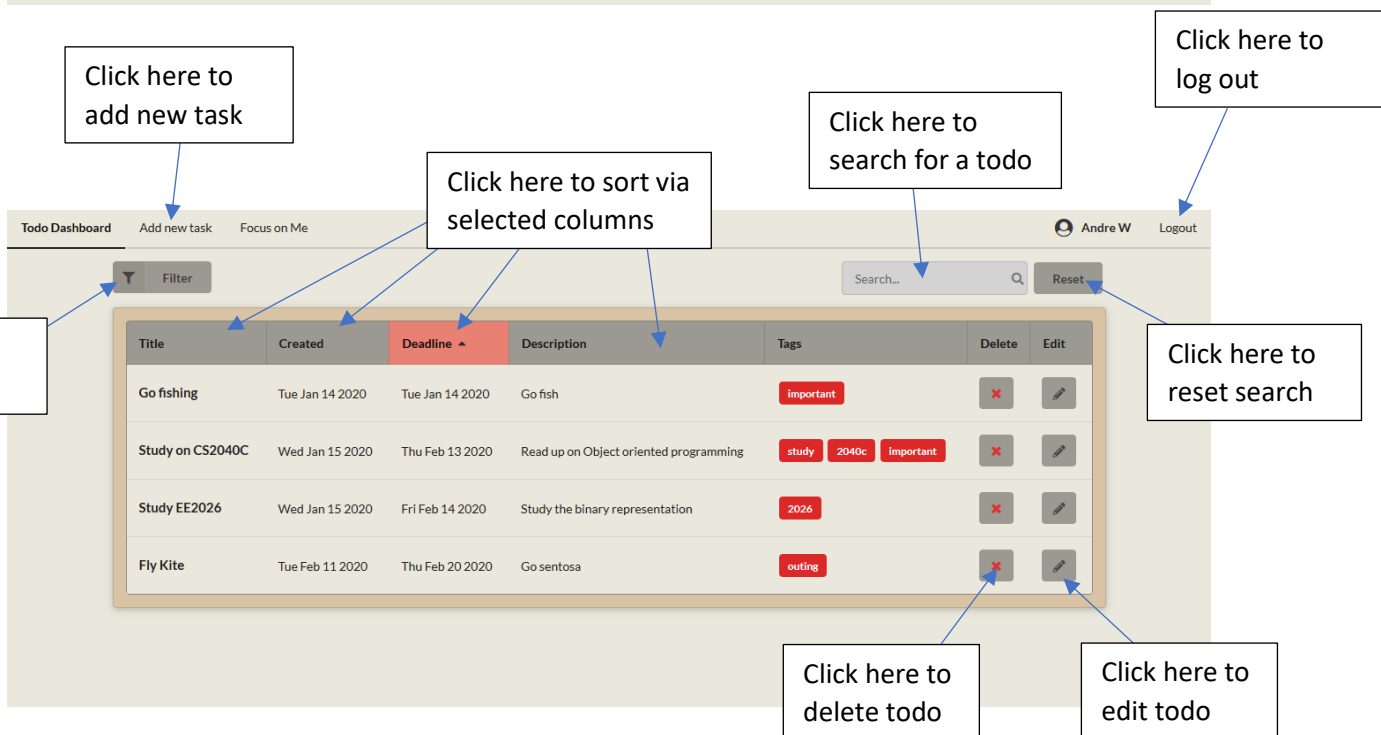 Click here to
log out
Click here to
add new task
Click here to
search for a todo
Click here to sort via
selected columns
Todo Dashboard Add new task Focus on Me Andre W Logout
Filter Search... Reset
Title Created Deadline Description Tags Delete Edit
Go fishing Tue Jan 14 2020 Tue Jan 14 2020 Go fish important
Study on CS2040C Wed Jan 15 2020 Thu Feb 13 2020 Read up on Object oriented programming study 2040c important
Study EE2026 Wed Jan 15 2020 Fri Feb 14 2020 Study the binary representation 2026
Fly Kite Tue Feb 11 2020 Thu Feb 20 2020 Go sentosa outing
Click here to
reset search
Click here to
delete todo
Click here to
edit todo